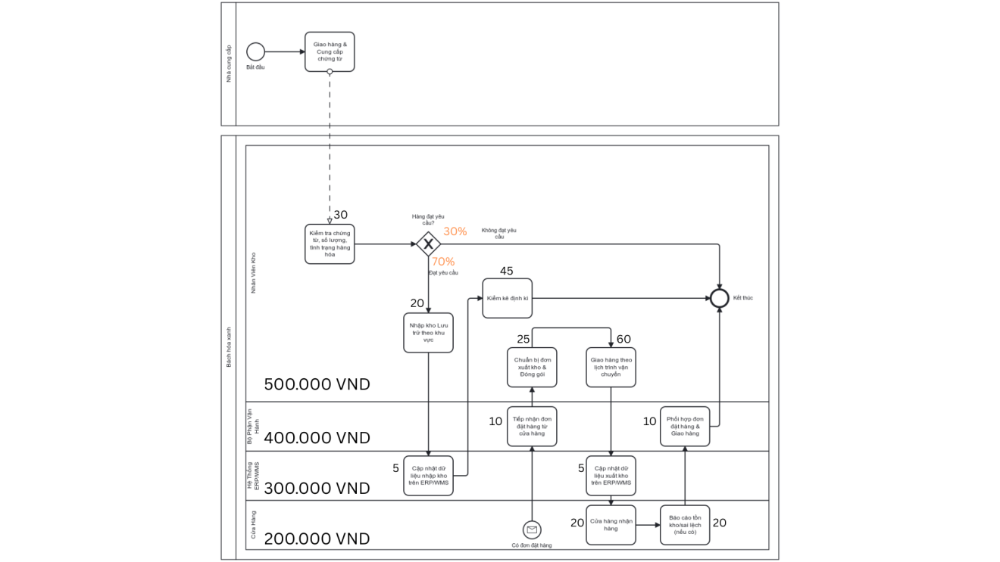 Nhà cung cấp
Bắt đầu
Giao hàng &
Cung cấp
chứng từ
Bách hóa xanh
Nhân Viên Kho
30
Kiểm tra chứng
từ, số lượng,
tình trạng hàng
hóa
Hàng đạt yêu
cầu?
30%
Không đạt yêu
cầu
70%
Đạt yêu cầu
45
Kiểm kê định kì
Kết thúc
20
Nhập kho Lưu
trữ theo khu
vực
25
Chuẩn bị đơn
xuất kho &
Đóng gói
60
Giao hàng theo
lịch trình vận
chuyển
500.000 VND
Bộ Phận Vận
Hành
400.000 VND
10
Tiếp nhận đơn
đặt hàng từ
cửa hàng
10
Phối hợp đơn
đặt hàng &
Giao hàng
Hệ Thống
ERP/WMS
300.000 VND
5
Cập nhật dữ
liệu nhập kho
trên ERP/WMS
5
Cập nhật dữ
liệu xuất kho
trên ERP/WMS
Cửa Hàng
200.000 VND
Có đơn đặt hàng
20
Cửa hàng nhận
hàng
Báo cáo tồn
kho/sai lệch
(nếu có)
20